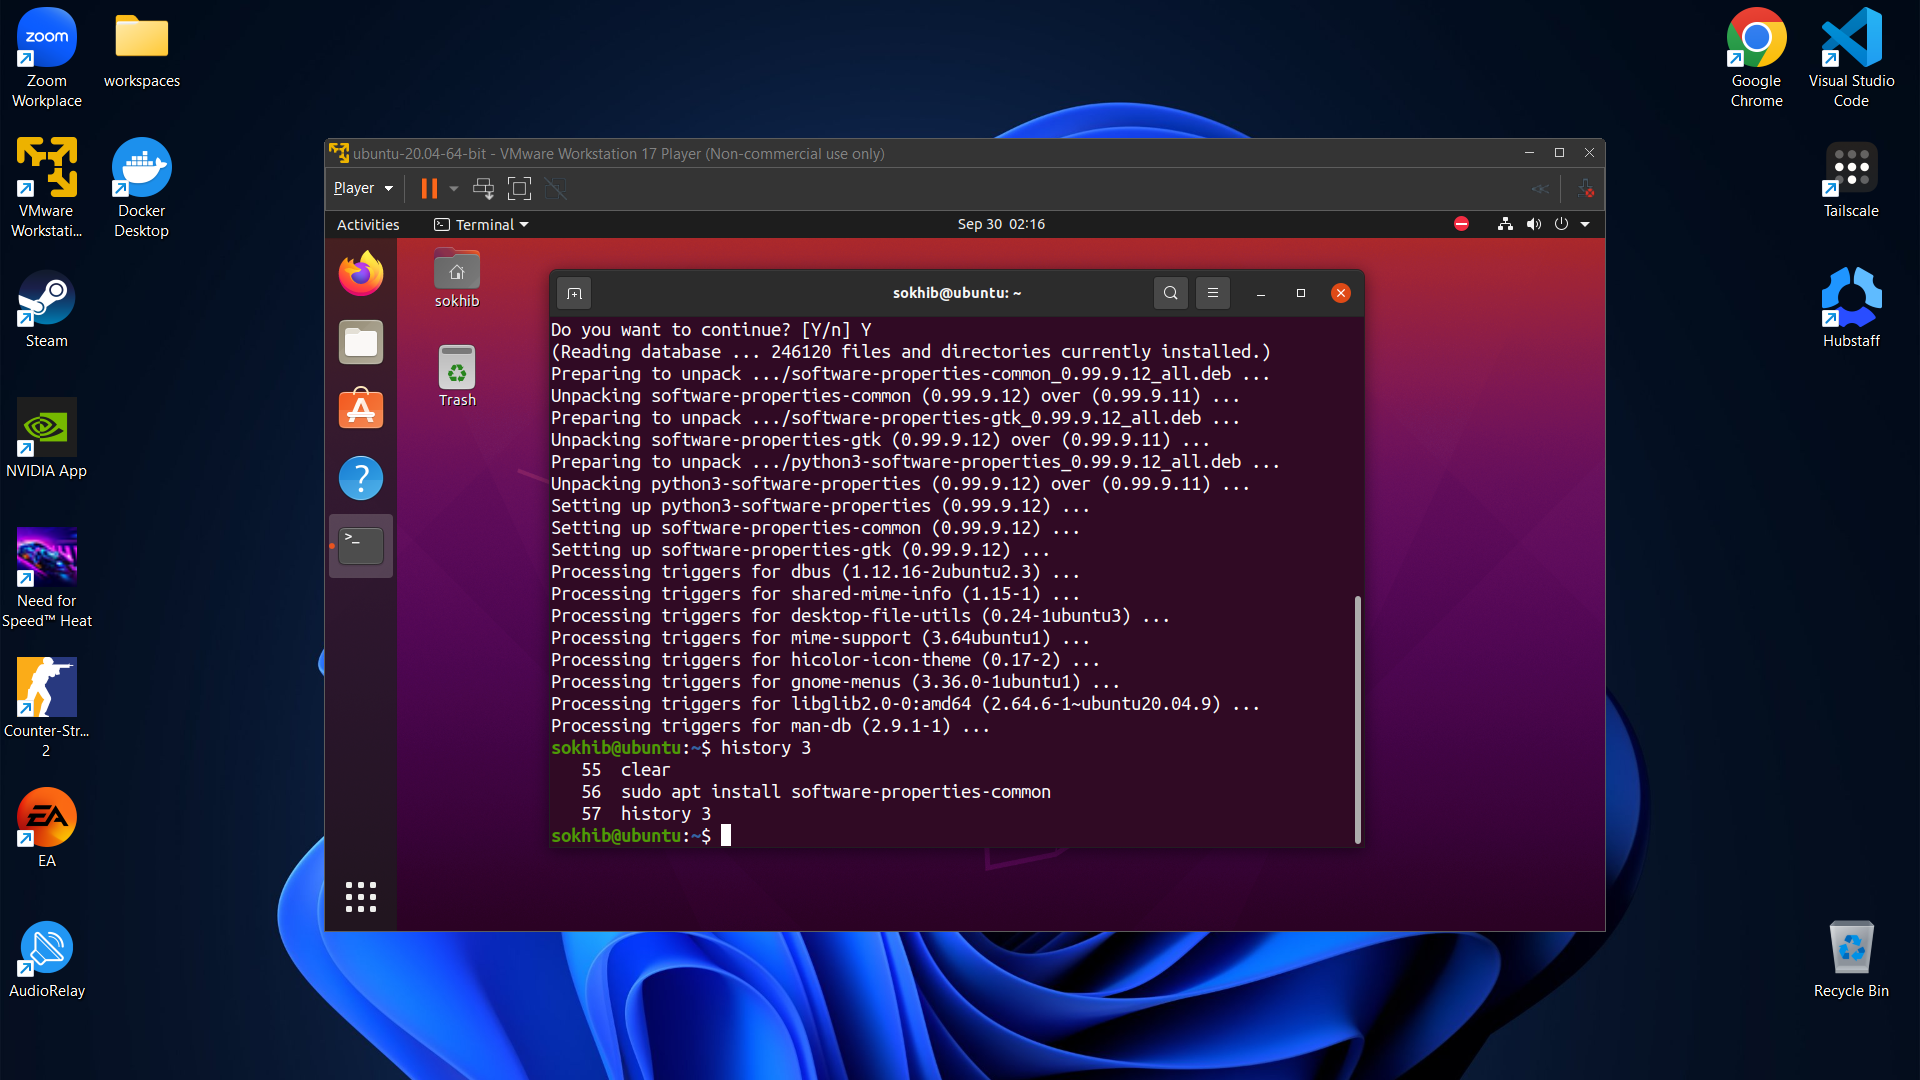 zoom
Zoom
Workplace
workspaces
VMware
Workstati...
Docker
Desktop
Steam
NVIDIA App
Need for
Speed™ Heat
Counter-Str...
2
EA
EA
AudioRelay
Google
Chrome
Visual Studio
Code
Tailscale
Hubstaff
Recycle Bin
ubuntu-20.04-64-bit - VMware Workstation 17 Player (Non-commercial use only)
Player
Activities
Terminal
Sep 30 02:16
sokhib
Trash
sokhib@ubuntu: ~
Do you want to continue? [Y/n] Y
(Reading database ... 246120 files and directories currently installed.)
Preparing to unpack .../software-properties-common_0.99.9.12_all.deb ...
Unpacking software-properties-common (0.99.9.12) over (0.99.9.11) ...
Preparing to unpack .../software-properties-gtk_0.99.9.12_all.deb ...
Unpacking software-properties-gtk (0.99.9.12) over (0.99.9.11) ...
Preparing to unpack .../python3-software-properties_0.99.9.12_all.deb ...
Unpacking python3-software-properties (0.99.9.12) over (0.99.9.11) ...
Setting up python3-software-properties (0.99.9.12) ...
Setting up software-properties-common (0.99.9.12) ...
Setting up software-properties-gtk (0.99.9.12) ...
Processing triggers for dbus (1.12.16-2ubuntu2.3) ...
Processing triggers for shared-mime-info (1.15-1) ...
Processing triggers for desktop-file-utils (0.24-1ubuntu3) ...
Processing triggers for mime-support (3.64ubuntu1) ...
Processing triggers for hicolor-icon-theme (0.17-2) ...
Processing triggers for gnome-menus (3.36.0-1ubuntu1) ...
Processing triggers for libglib2.0-0:amd64 (2.64.6-1~ubuntu20.04.9) ...
Processing triggers for man-db (2.9.1-1) ...
sokhib@ubuntu:~$ history 3
55 clear
56 sudo apt install software-properties-common
57 history 3
sokhib@ubuntu:~$